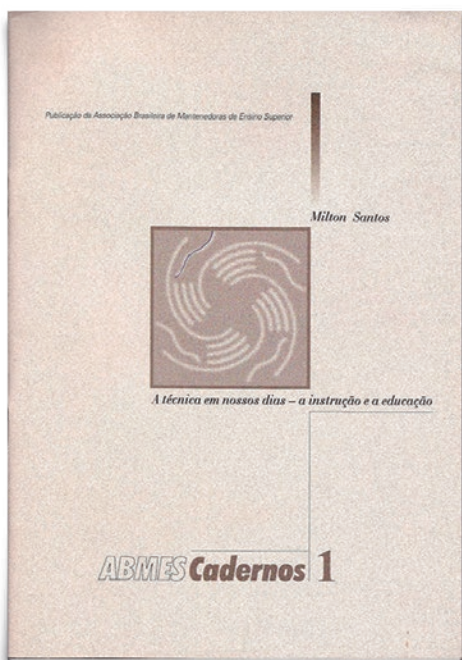 Publicação da Associação Brasileira de Mantenedoras de Ensino Superior
Milton Santos
A técnica em nossos dias – a instrução e a educação
ABMES Cadernos 1